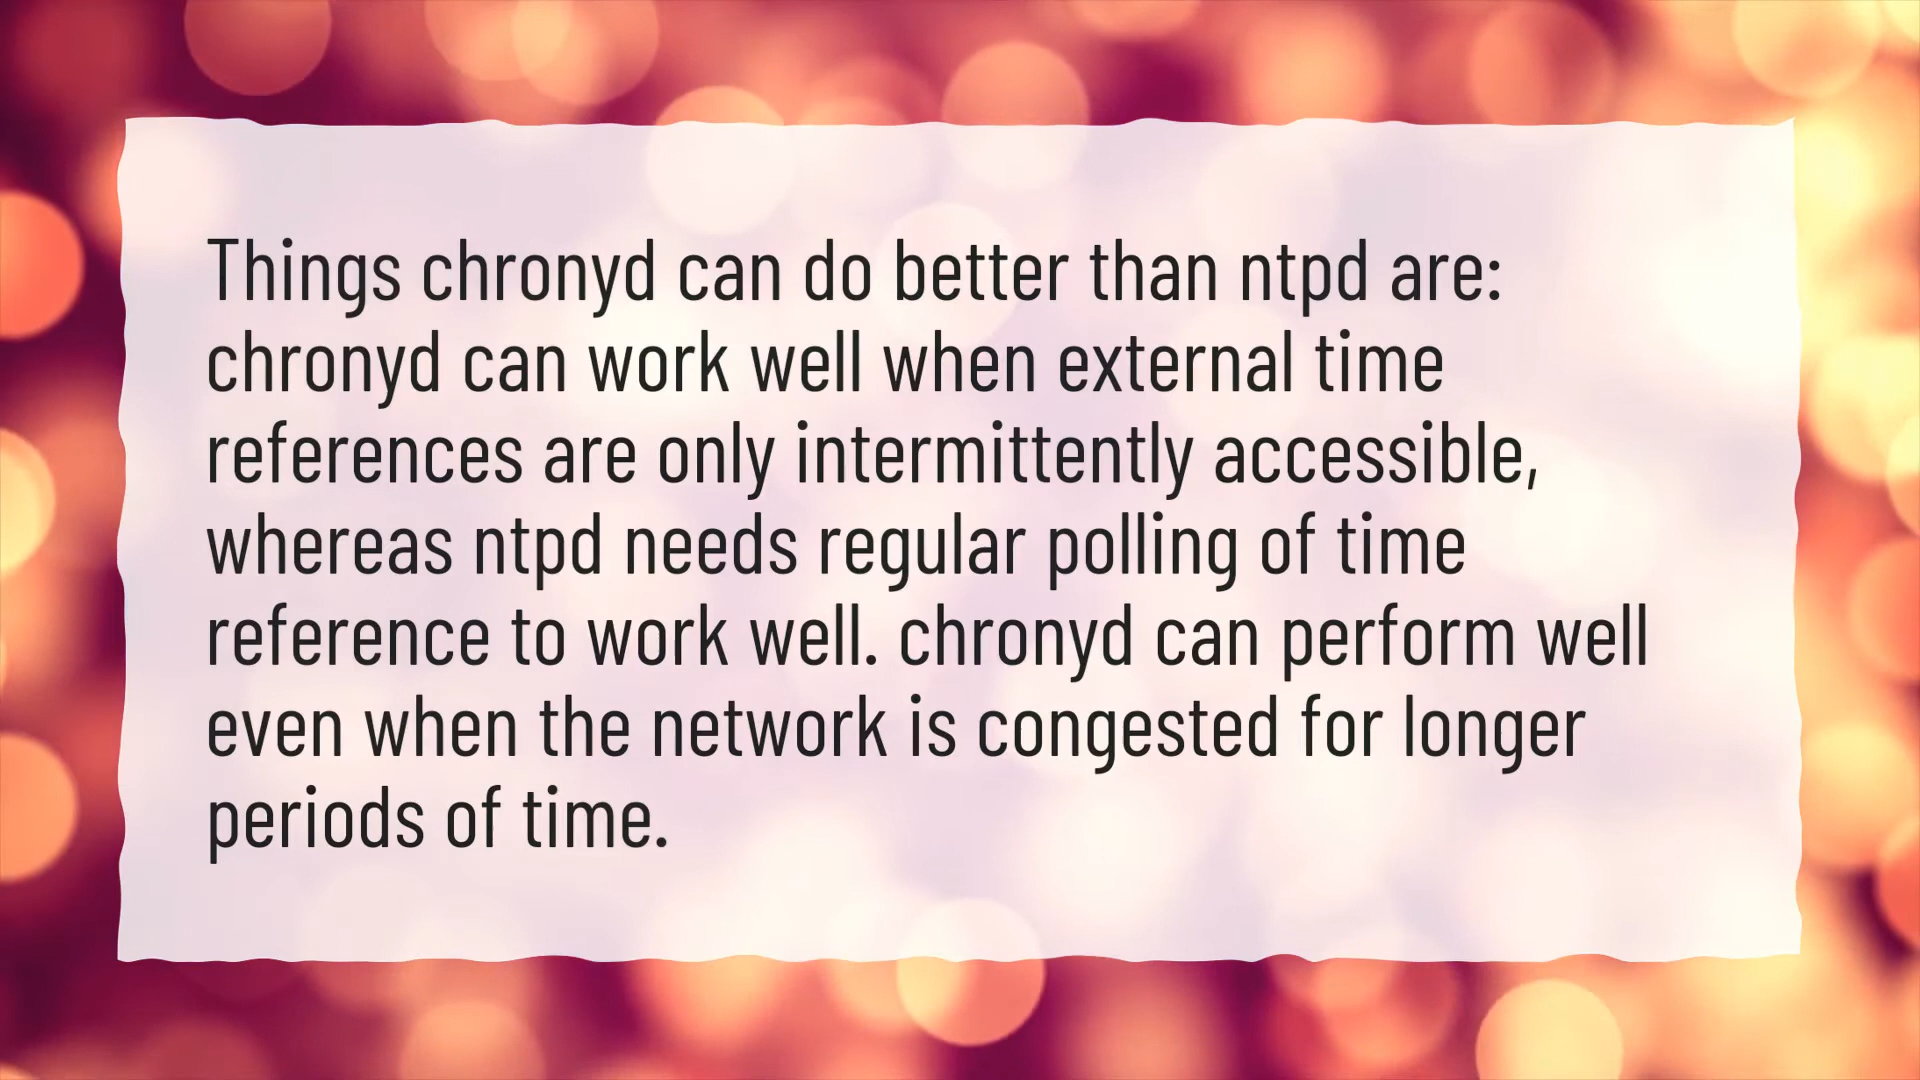 Things chronyd can do better than ntpd are:
chronyd can work well when external time
references are only intermittently accessible,
whereas ntpd needs regular polling of time
reference to work well. chronyd can perform well
even when the network is congested for longer
periods of time.